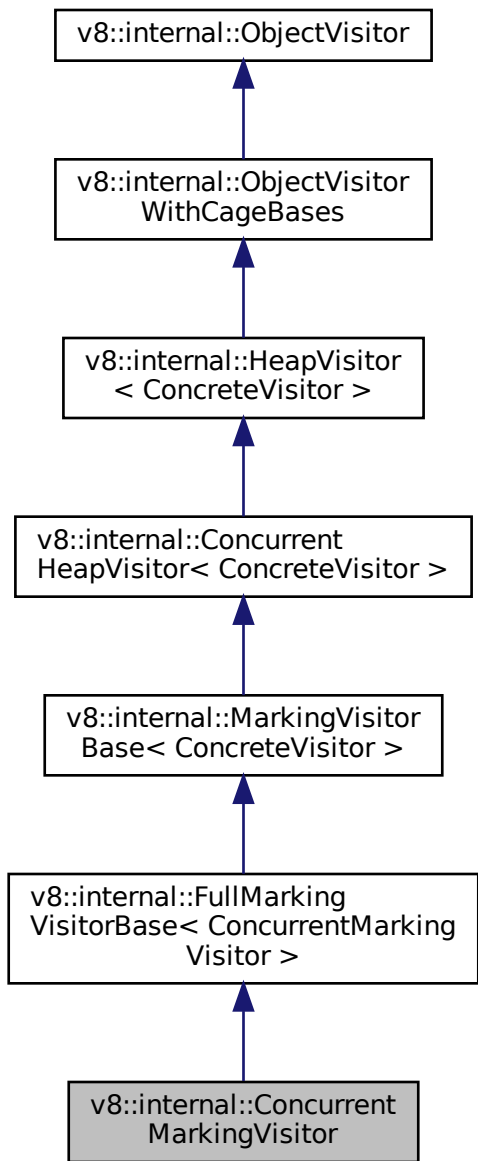 v8::internal::ObjectVisitor
v8::internal::ObjectVisitor
WithCageBases
v8::internal::HeapVisitor
< ConcreteVisitor >
v8::internal::Concurrent
HeapVisitor< ConcreteVisitor >
v8::internal::MarkingVisitor
Base< ConcreteVisitor >
v8::internal::FullMarking
VisitorBase< ConcurrentMarking
Visitor >
v8::internal::Concurrent
MarkingVisitor